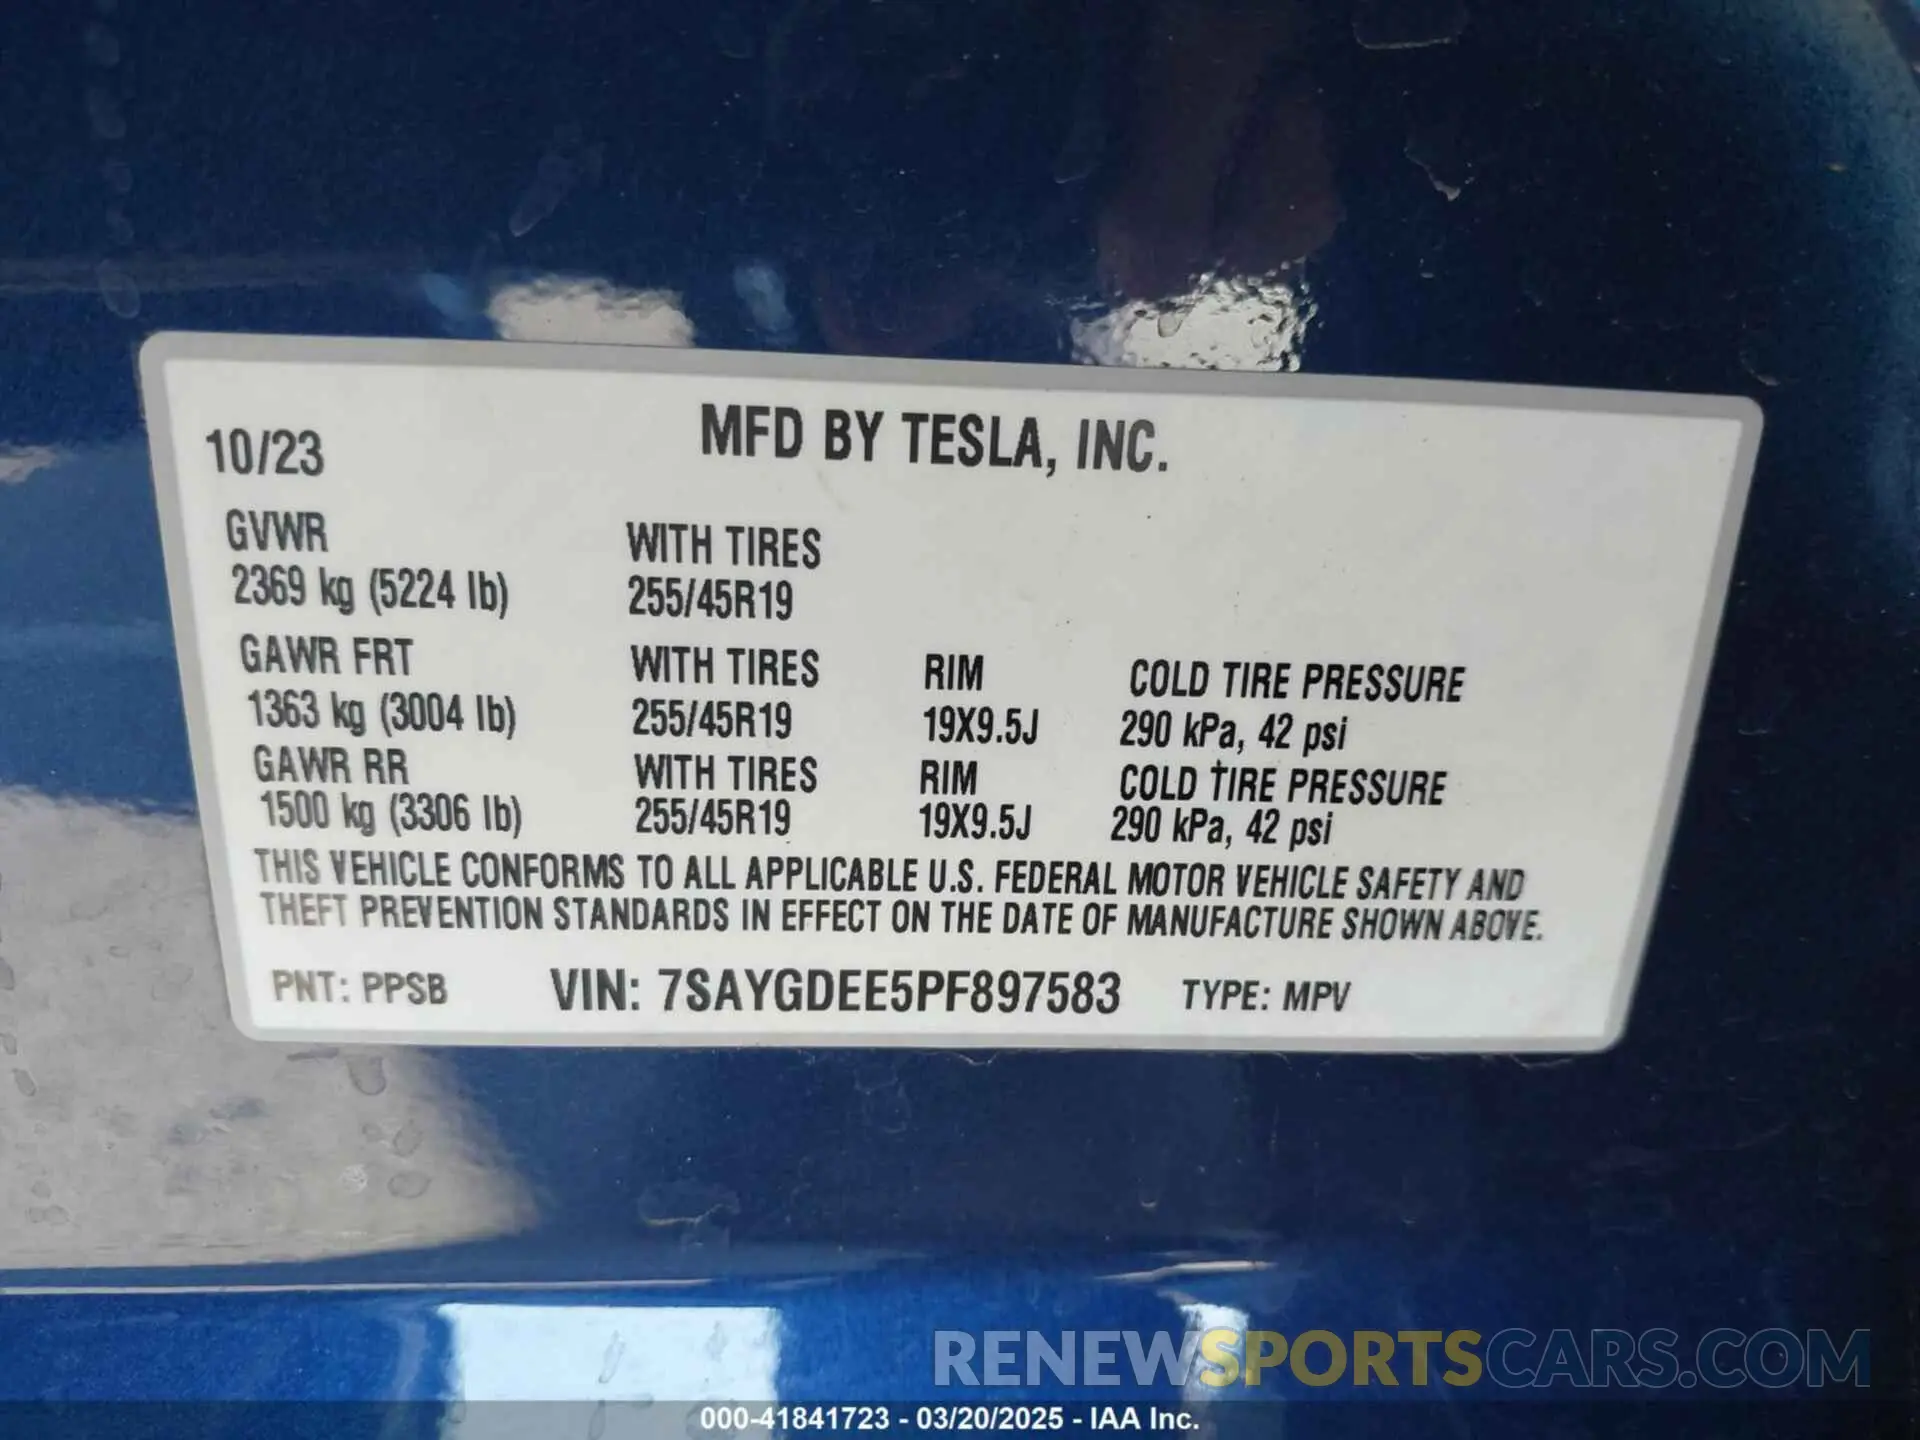 10/23 MFD BY TESLA, INC.
GVWR WITH TIRES
2369 kg (5224 lb) 255/45R19
GAWR FRT WITH TIRES RIM COLD TIRE PRESSURE
1363 kg (3004 lb) 255/45R19 19X9.5J 290 kPa, 42 psi
GAWR RR WITH TIRES RIM COLD TIRE PRESSURE
1500 kg (3306 lb) 255/45R19 19X9.5J 290 kPa, 42 psi
THIS VEHICLE CONFORMS TO ALL APPLICABLE U.S. FEDERAL MOTOR VEHICLE SAFETY AND
THEFT PREVENTION STANDARDS IN EFFECT ON THE DATE OF MANUFACTURE SHOWN ABOVE.
PNT: PPSB VIN: 7SAYGDEE5PF897583 TYPE: MPV
RENEWSPORTSCARS.COM
000-41841723 - 03/20/2025 - IAA Inc.